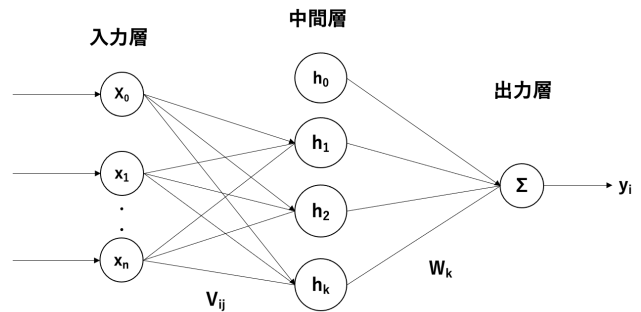 入力層
中間層
出力層
X₀
x₁
.
.
xₙ
h₀
h₁
h₂
hₖ
Σ
yᵢ
Vᵢⱼ
Wₖ